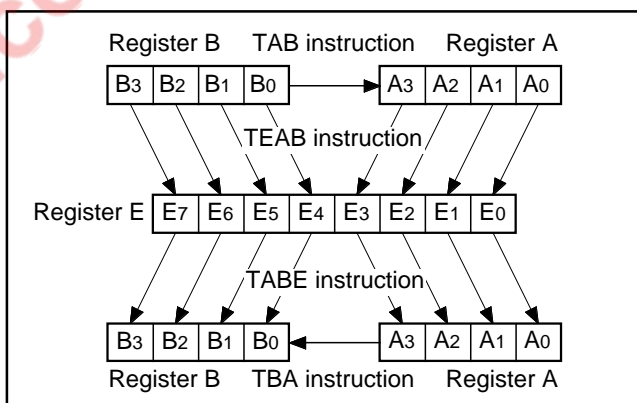 Register B TAB instruction Register A
B3 B2 B1 B0 A3 A2 A1 A0
TEAB instruction
Register E E7 E6 E5 E4 E3 E2 E1 E0
TABE instruction
B3 B2 B1 B0 A3 A2 A1 A0
Register B TBA instruction Register A